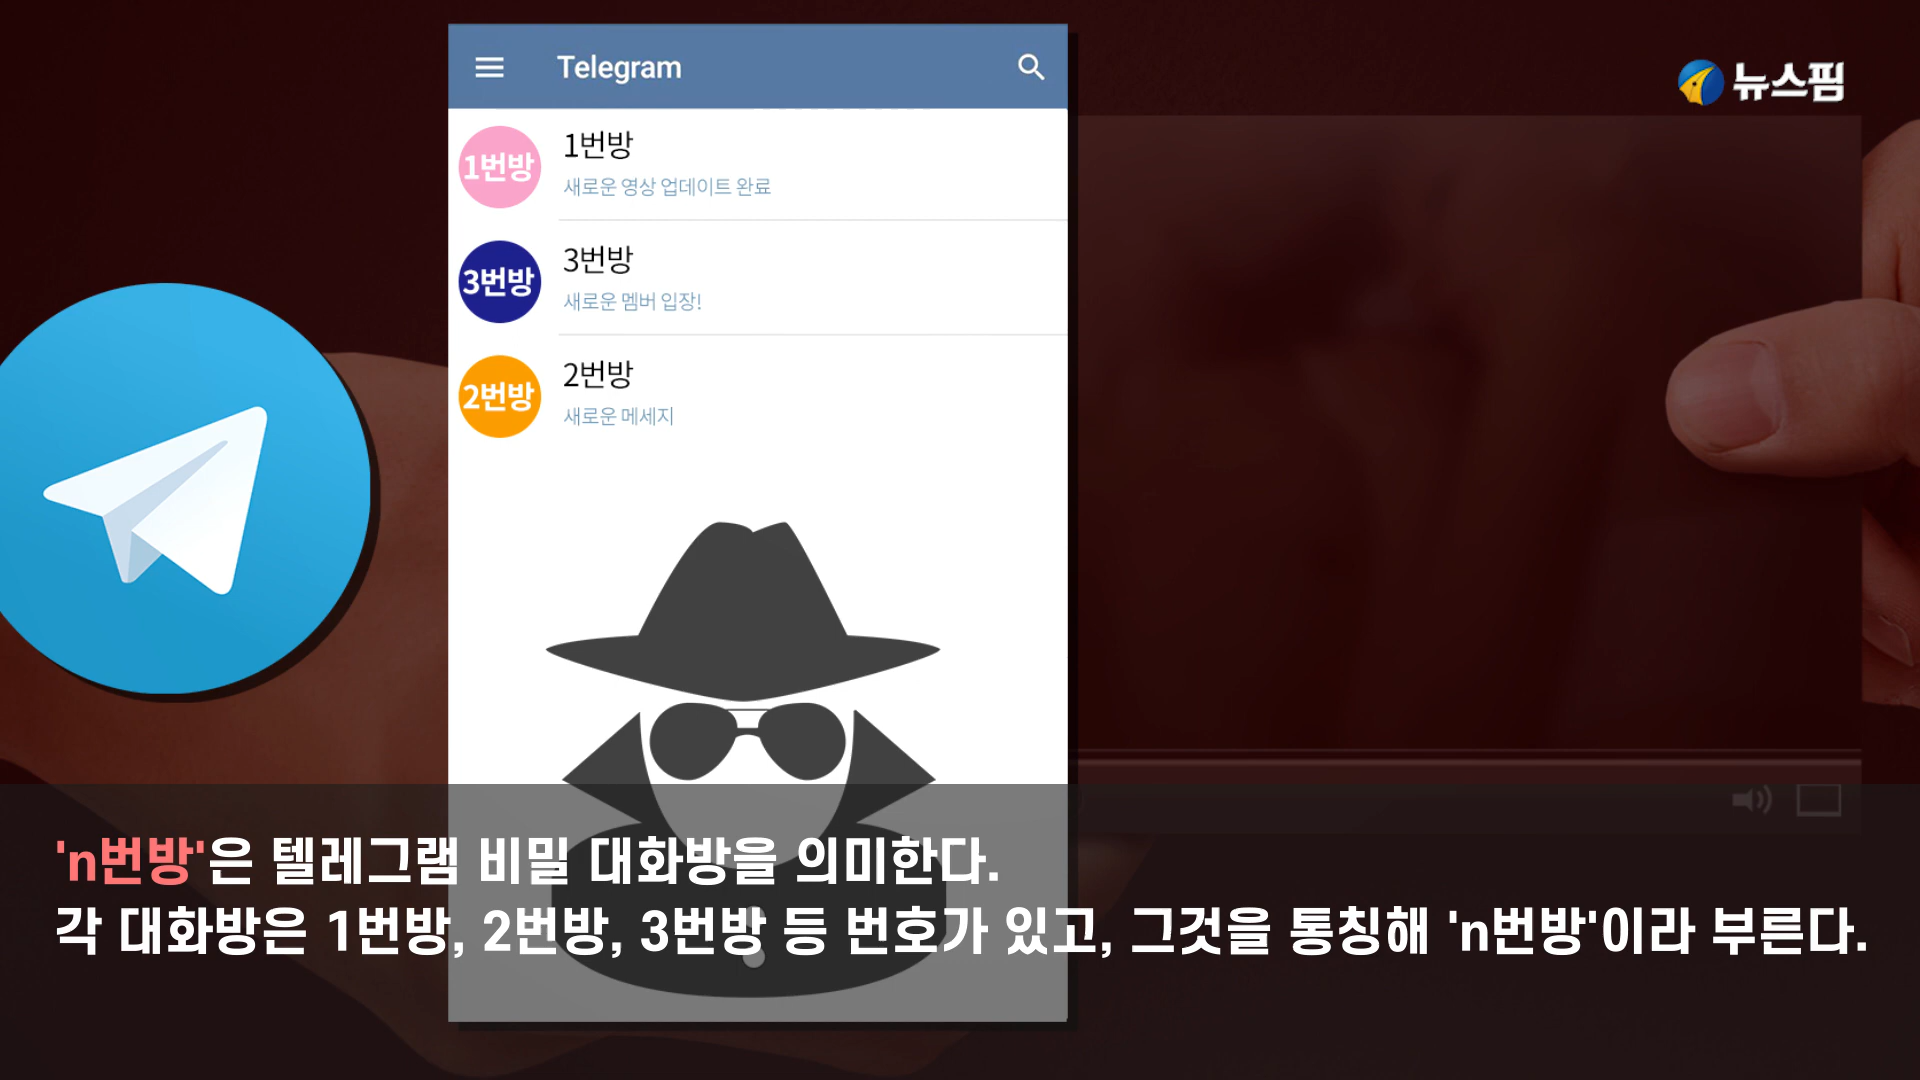 Telegram
뉴스핌
1번방
1번방
새로운 영상 업데이트 완료
3번방
3번방
새로운 멤버 입장!
2번방
2번방
새로운 메세지
'n번방'은 텔레그램 비밀 대화방을 의미한다.
각 대화방은 1번방, 2번방, 3번방 등 번호가 있고, 그것을 통칭해 'n번방'이라 부른다.